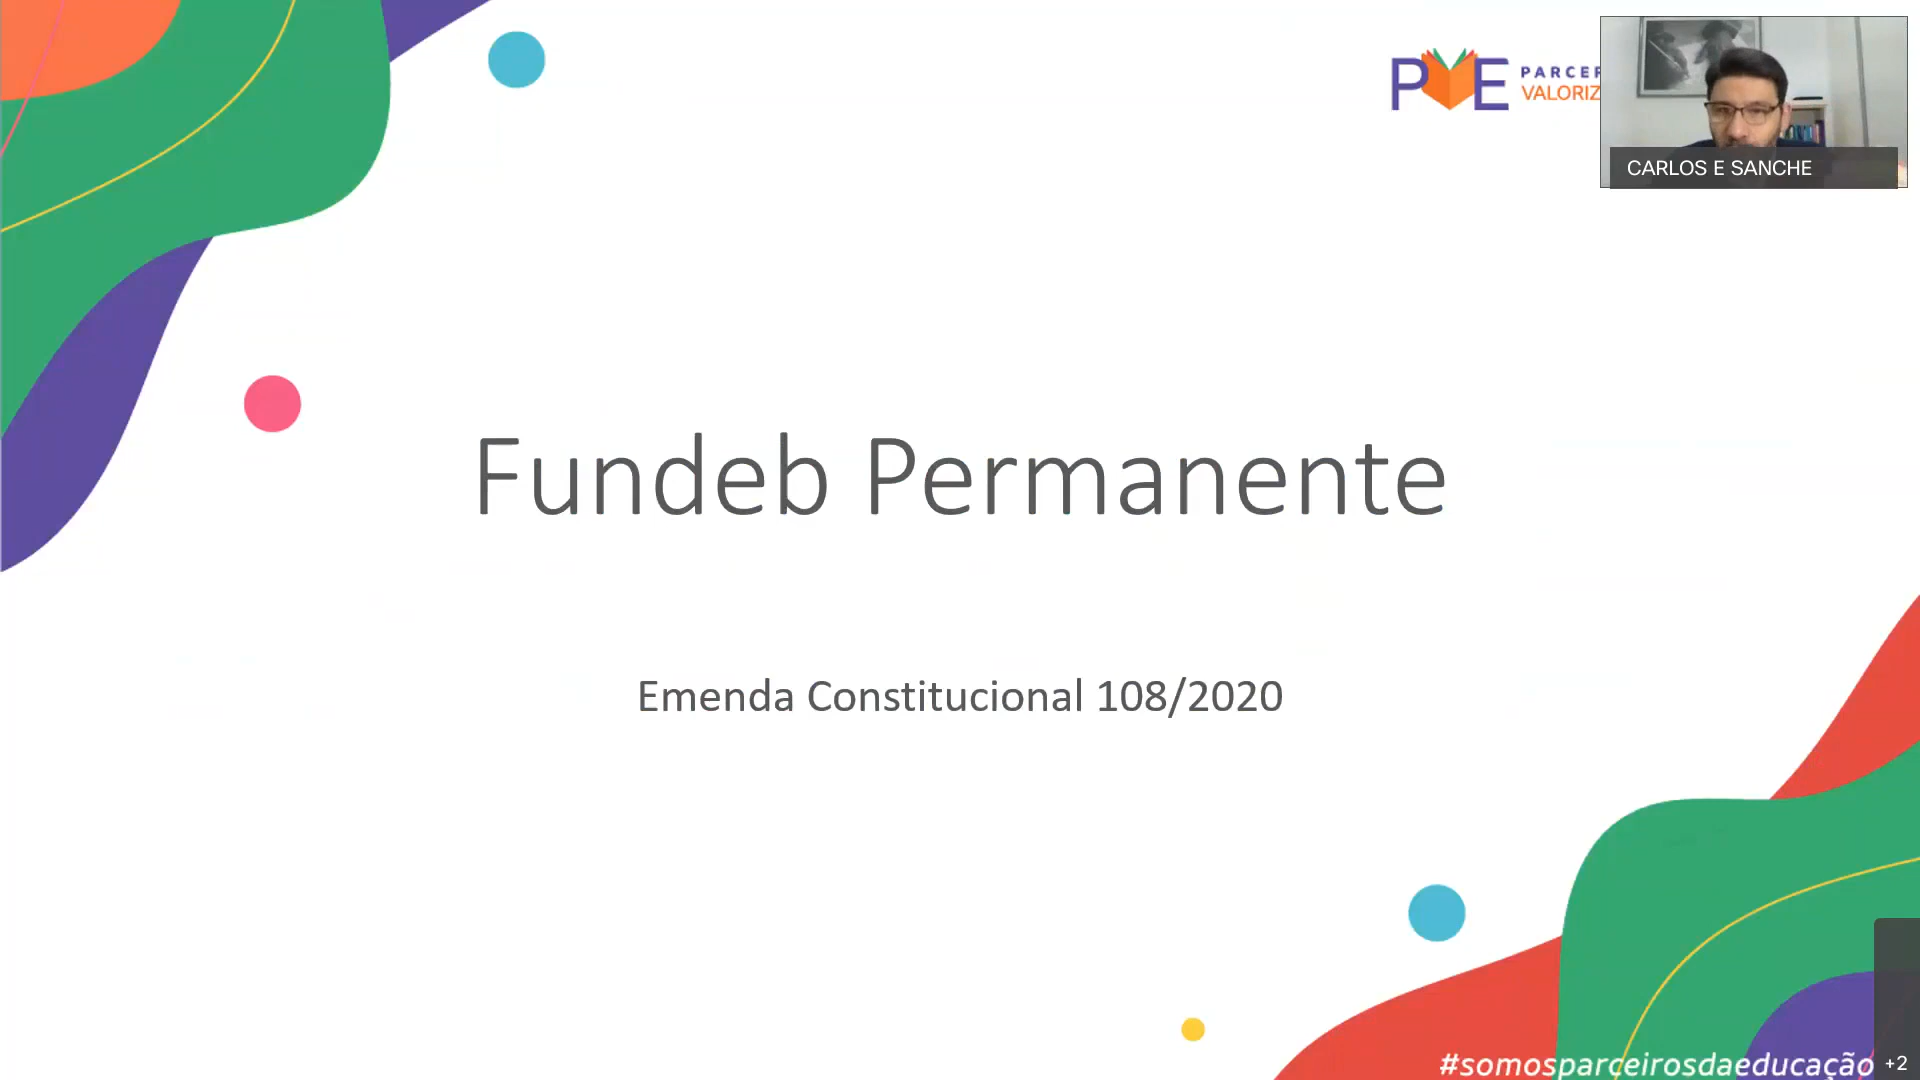 PVE
PARCER
VALORIZ
CARLOS E SANCHE
Fundeb Permanente
Emenda Constitucional 108/2020
#somosparceirosdaeducação
+2